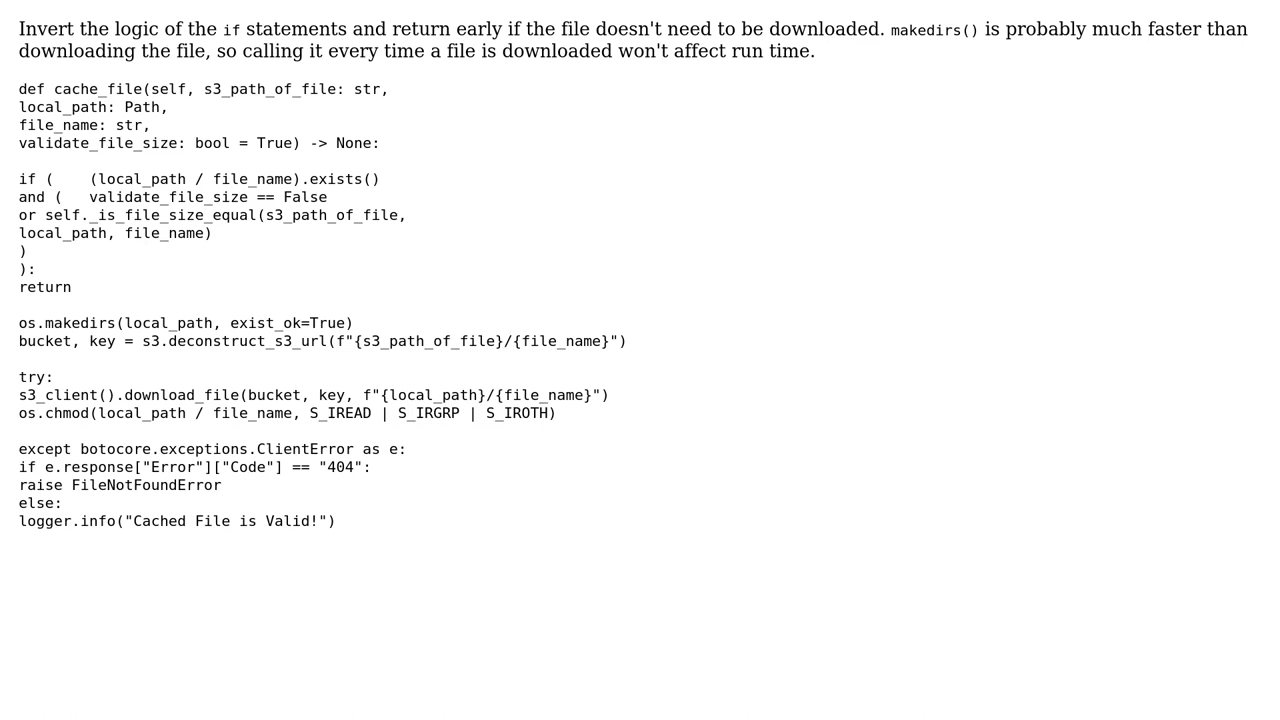 Invert the logic of the if statements and return early if the file doesn't need to be downloaded. makedirs() is probably much faster than
downloading the file, so calling it every time a file is downloaded won't affect run time.
def cache_file(self, s3_path_of_file: str,
local_path: Path,
file_name: str,
validate_file_size: bool = True) -> None:
if (    (local_path / file_name).exists()
and (   validate_file_size == False
or self._is_file_size_equal(s3_path_of_file,
local_path, file_name)
)
):
return
os.makedirs(local_path, exist_ok=True)
bucket, key = s3.deconstruct_s3_url(f"{s3_path_of_file}/{file_name}")
try:
s3_client().download_file(bucket, key, f"{local_path}/{file_name}")
os.chmod(local_path / file_name, S_IREAD | S_IRGRP | S_IROTH)
except botocore.exceptions.ClientError as e:
if e.response["Error"]["Code"] == "404":
raise FileNotFoundError
else:
logger.info("Cached File is Valid!")